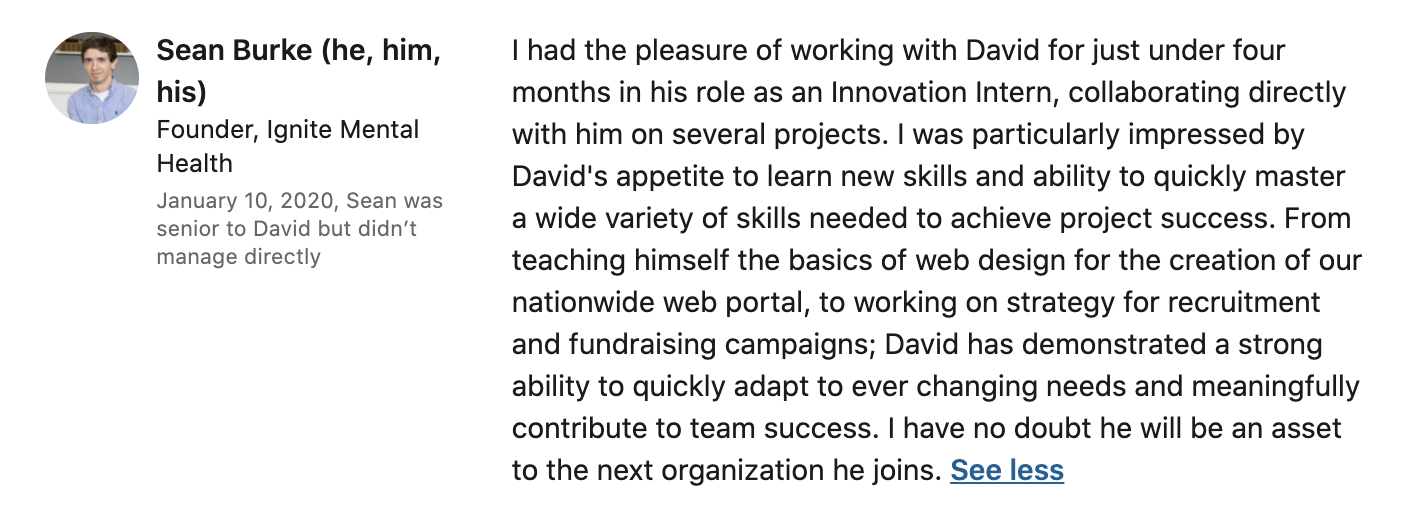 Sean Burke (he, him,
his)
Founder, Ignite Mental
Health
January 10, 2020, Sean was
senior to David but didn’t
manage directly
I had the pleasure of working with David for just under four
months in his role as an Innovation Intern, collaborating directly
with him on several projects. I was particularly impressed by
David's appetite to learn new skills and ability to quickly master
a wide variety of skills needed to achieve project success. From
teaching himself the basics of web design for the creation of our
nationwide web portal, to working on strategy for recruitment
and fundraising campaigns; David has demonstrated a strong
ability to quickly adapt to ever changing needs and meaningfully
contribute to team success. I have no doubt he will be an asset
to the next organization he joins. See less